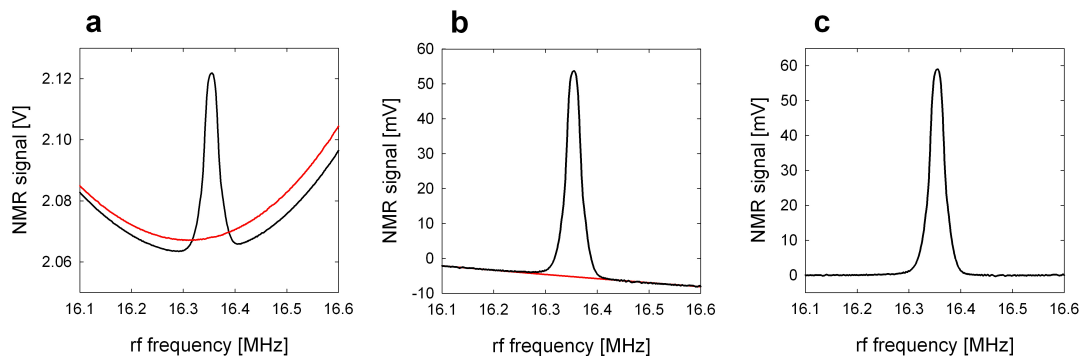 a
NMR signal [V]
2.12
2.10
2.08
2.06
16.1 16.2 16.3 16.4 16.5 16.6
rf frequency [MHz]
b
NMR signal [mV]
60
50
40
30
20
10
0
-10
16.1 16.2 16.3 16.4 16.5 16.6
rf frequency [MHz]
c
NMR signal [mV]
60
50
40
30
20
10
0
16.1 16.2 16.3 16.4 16.5 16.6
rf frequency [MHz]